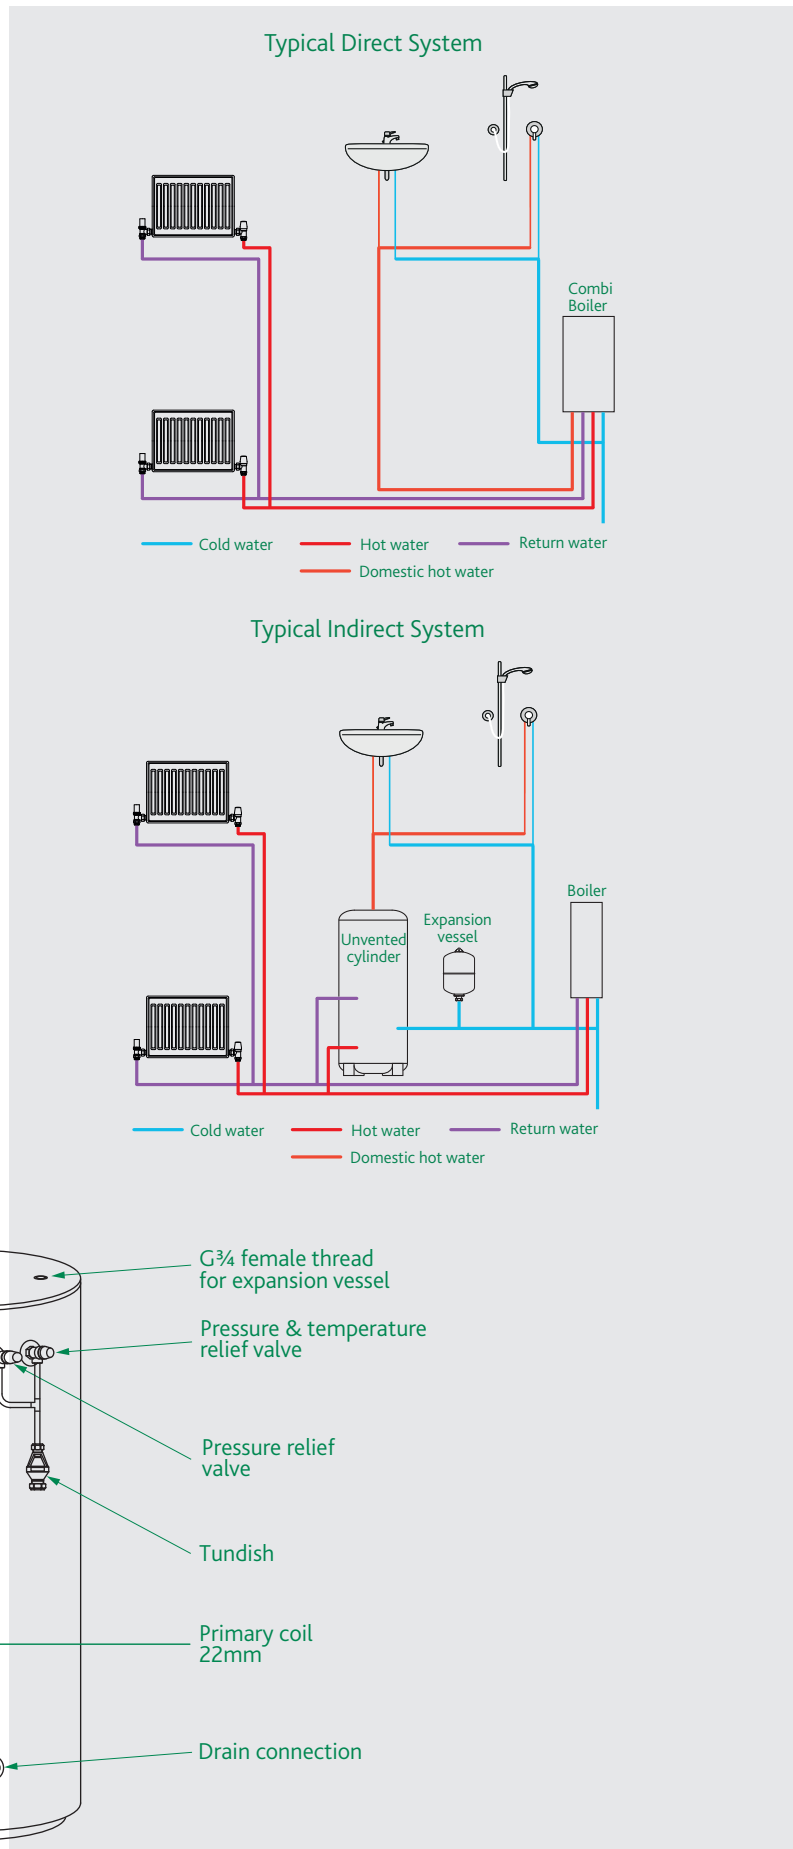 Typical Direct System
Combi
Boiler
Cold water
Hot water
Return water
Domestic hot water
Typical Indirect System
Boiler
Expansion
vessel
Unvented
cylinder
Cold water
Hot water
Return water
Domestic hot water
G¾ female thread
for expansion vessel
Pressure & temperature
relief valve
Pressure relief
valve
Tundish
Primary coil
22mm
Drain connection